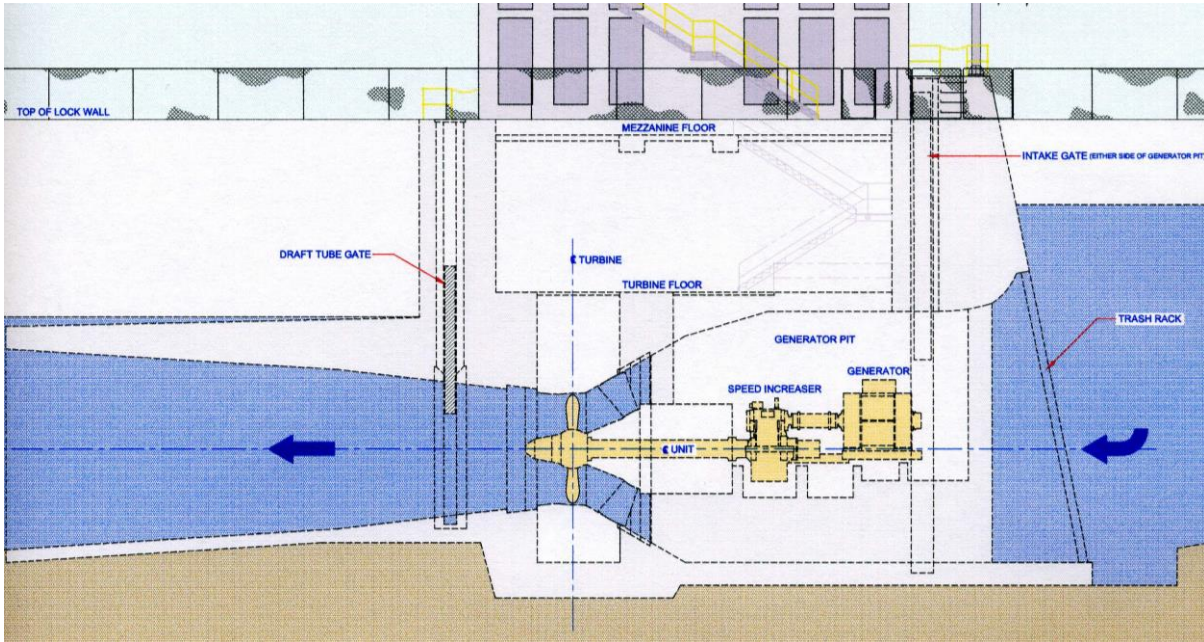 TOP OF LOCK WALL
MEZZANINE FLOOR
INTAKE GATE (EITHER SIDE OF GENERATOR PIT)
DRAFT TUBE GATE
℄ TURBINE
TURBINE FLOOR
TRASH RACK
GENERATOR PIT
GENERATOR
SPEED INCREASER
℄ UNIT